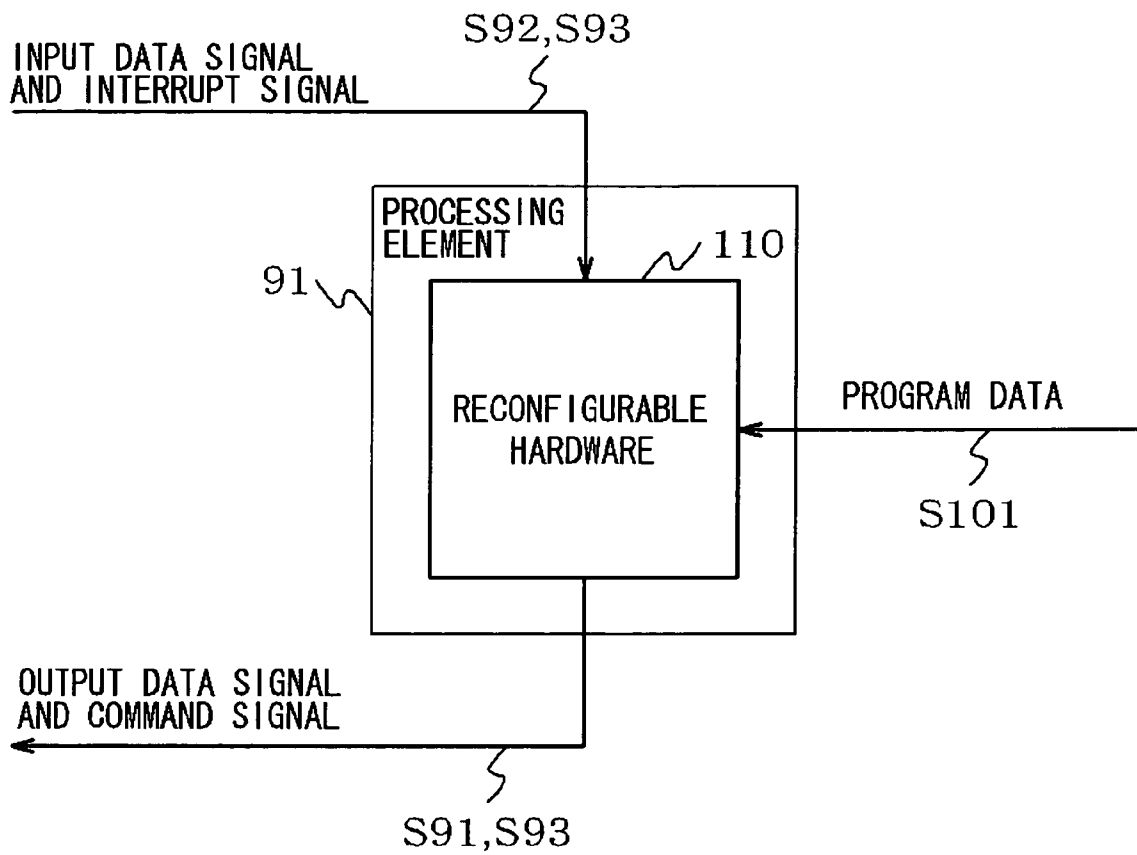 S92,S93
INPUT DATA SIGNAL
AND INTERRUPT SIGNAL
PROCESSING
ELEMENT
110
91
RECONFIGURABLE
HARDWARE
PROGRAM DATA
S101
OUTPUT DATA SIGNAL
AND COMMAND SIGNAL
S91,S93